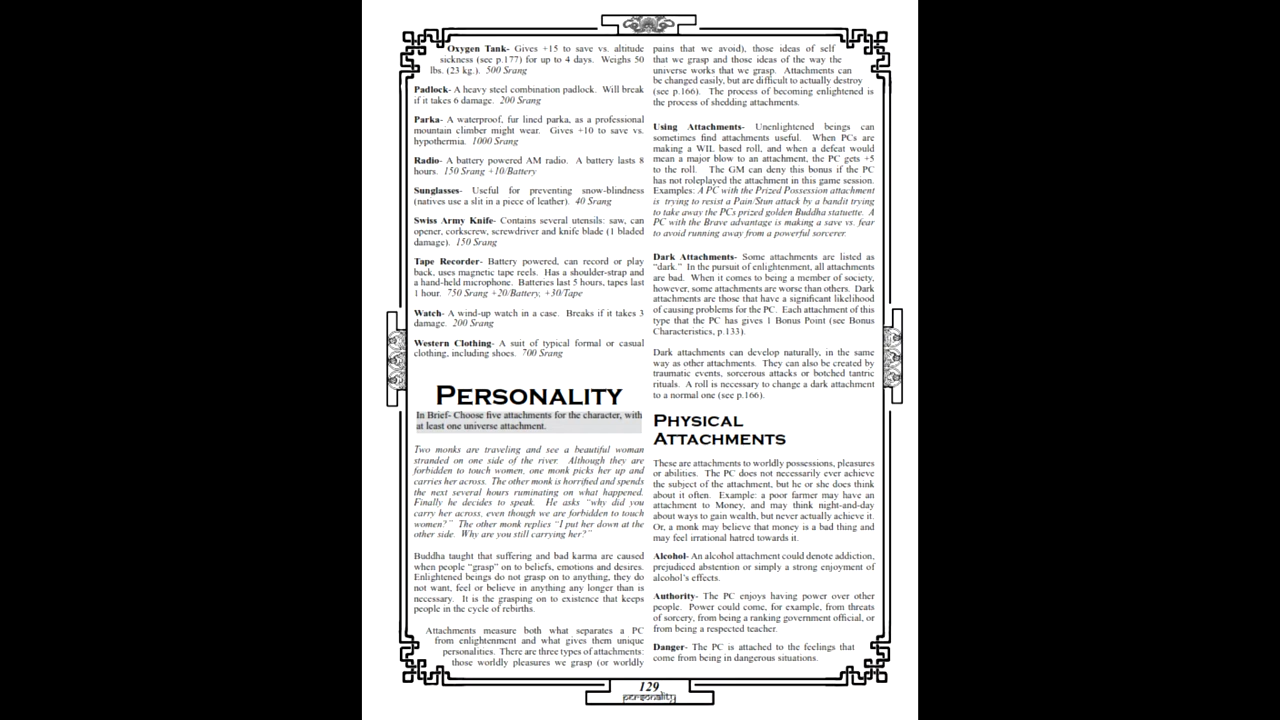 Oxygen Tank- Gives +15 to save vs. altitude
sickness (see p.177) for up to 4 days. Weighs 50
lbs. (23 kg.). 500 Srang
Padlock- A heavy steel combination padlock. Will break
if it takes 6 damage. 200 Srang
Parka- A waterproof, fur lined parka, as a professional
mountain climber might wear. Gives +10 to save vs.
hypothermia. 1000 Srang
Radio- A battery powered AM radio. A battery lasts 8
hours. 150 Srang +10/Battery
Sunglasses- Useful for preventing snow-blindness
(natives use a slit in a piece of leather). 40 Srang
Swiss Army Knife- Contains several utensils: saw, can
opener, corkscrew, screwdriver and knife blade (1 bladed
damage). 150 Srang
Tape Recorder- Battery powered, can record or play
back, uses magnetic tape reels. Has a shoulder-strap and
a hand-held microphone. Batteries last 5 hours, tapes last
1 hour. 750 Srang +20/Battery, +30/Tape
Watch- A wind-up watch in a case. Breaks if it takes 3
damage. 200 Srang
Western Clothing- A suit of typical formal or casual
clothing, including shoes. 700 Srang
PERSONALITY
In Brief- Choose five attachments for the character, with
at least one universe attachment.
Two monks are traveling and see a beautiful woman
stranded on one side of the river. Although they are
forbidden to touch women, one monk picks her up and
carries her across. The other monk is horrified and spends
the next several hours ruminating on what happened.
Finally he decides to speak. He asks “why did you
carry her across, even though we are forbidden to touch
women?” The other monk replies “I put her down at the
other side. Why are you still carrying her?”
Buddha taught that suffering and bad karma are caused
when people “grasp” on to beliefs, emotions and desires.
Enlightened beings do not grasp on to anything, they do
not want, feel or believe in anything any longer than is
necessary. It is the grasping on to existence that keeps
people in the cycle of rebirths.
Attachments measure both what separates a PC
from enlightenment and what gives them unique
personalities. There are three types of attachments:
those worldly pleasures we grasp (or worldly
pains that we avoid), those ideas of self
that we grasp and those ideas of the way the
universe works that we grasp. Attachments can
be changed easily, but are difficult to actually destroy
(see p.166). The process of becoming enlightened is
the process of shedding attachments.
Using Attachments- Unenlightened beings can
sometimes find attachments useful. When PCs are
making a WIL based roll, and when a defeat would
mean a major blow to an attachment, the PC gets +5
to the roll. The GM can deny this bonus if the PC
has not roleplayed the attachment in this game session.
Examples: A PC with the Prized Possession attachment
is trying to resist a Pain/Stun attack by a bandit trying
to take away the PCs prized golden Buddha statuette. A
PC with the Brave advantage is making a save vs. fear
to avoid running away from a powerful sorcerer.
Dark Attachments- Some attachments are listed as
“dark.” In the pursuit of enlightenment, all attachments
are bad. When it comes to being a member of society,
however, some attachments are worse than others. Dark
attachments are those that have a significant likelihood
of causing problems for the PC. Each attachment of this
type that the PC has gives 1 Bonus Point (see Bonus
Characteristics, p.133).
Dark attachments can develop naturally, in the same
way as other attachments. They can also be created by
traumatic events, sorcerous attacks or botched tantric
rituals. A roll is necessary to change a dark attachment
to a normal one (see p.166).
PHYSICAL
ATTACHMENTS
These are attachments to worldly possessions, pleasures
or abilities. The PC does not necessarily ever achieve
the subject of the attachment, but he or she does think
about it often. Example: a poor farmer may have an
attachment to Money, and may think night-and-day
about ways to gain wealth, but never actually achieve it.
Or, a monk may believe that money is a bad thing and
may feel irrational hatred towards it.
Alcohol- An alcohol attachment could denote addiction,
prejudiced abstention or simply a strong enjoyment of
alcohol’s effects.
Authority- The PC enjoys having power over other
people. Power could come, for example, from threats
of sorcery, from being a ranking government official, or
from being a respected teacher.
Danger- The PC is attached to the feelings that
come from being in dangerous situations.
129
personality